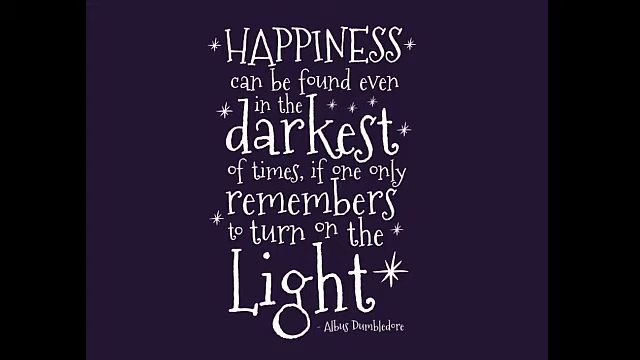 HAPPINESS
can be found even
in the
darkest
of times, if one only
remembers
to turn on the
Light
- Albus Dumbledore